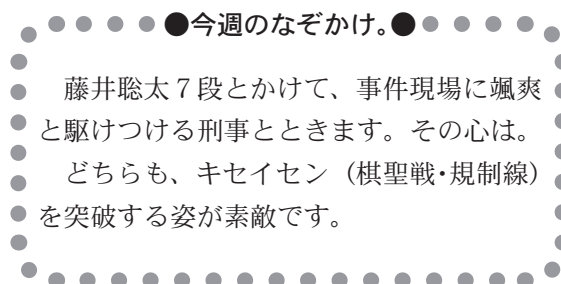 ●今週のなぞかけ。●
藤井聡太7段とかけて、事件現場に颯爽
と駆けつける刑事とときます。その心は。
どちらも、キセイセン（棋聖戦・規制線）
を突破する姿が素敵です。